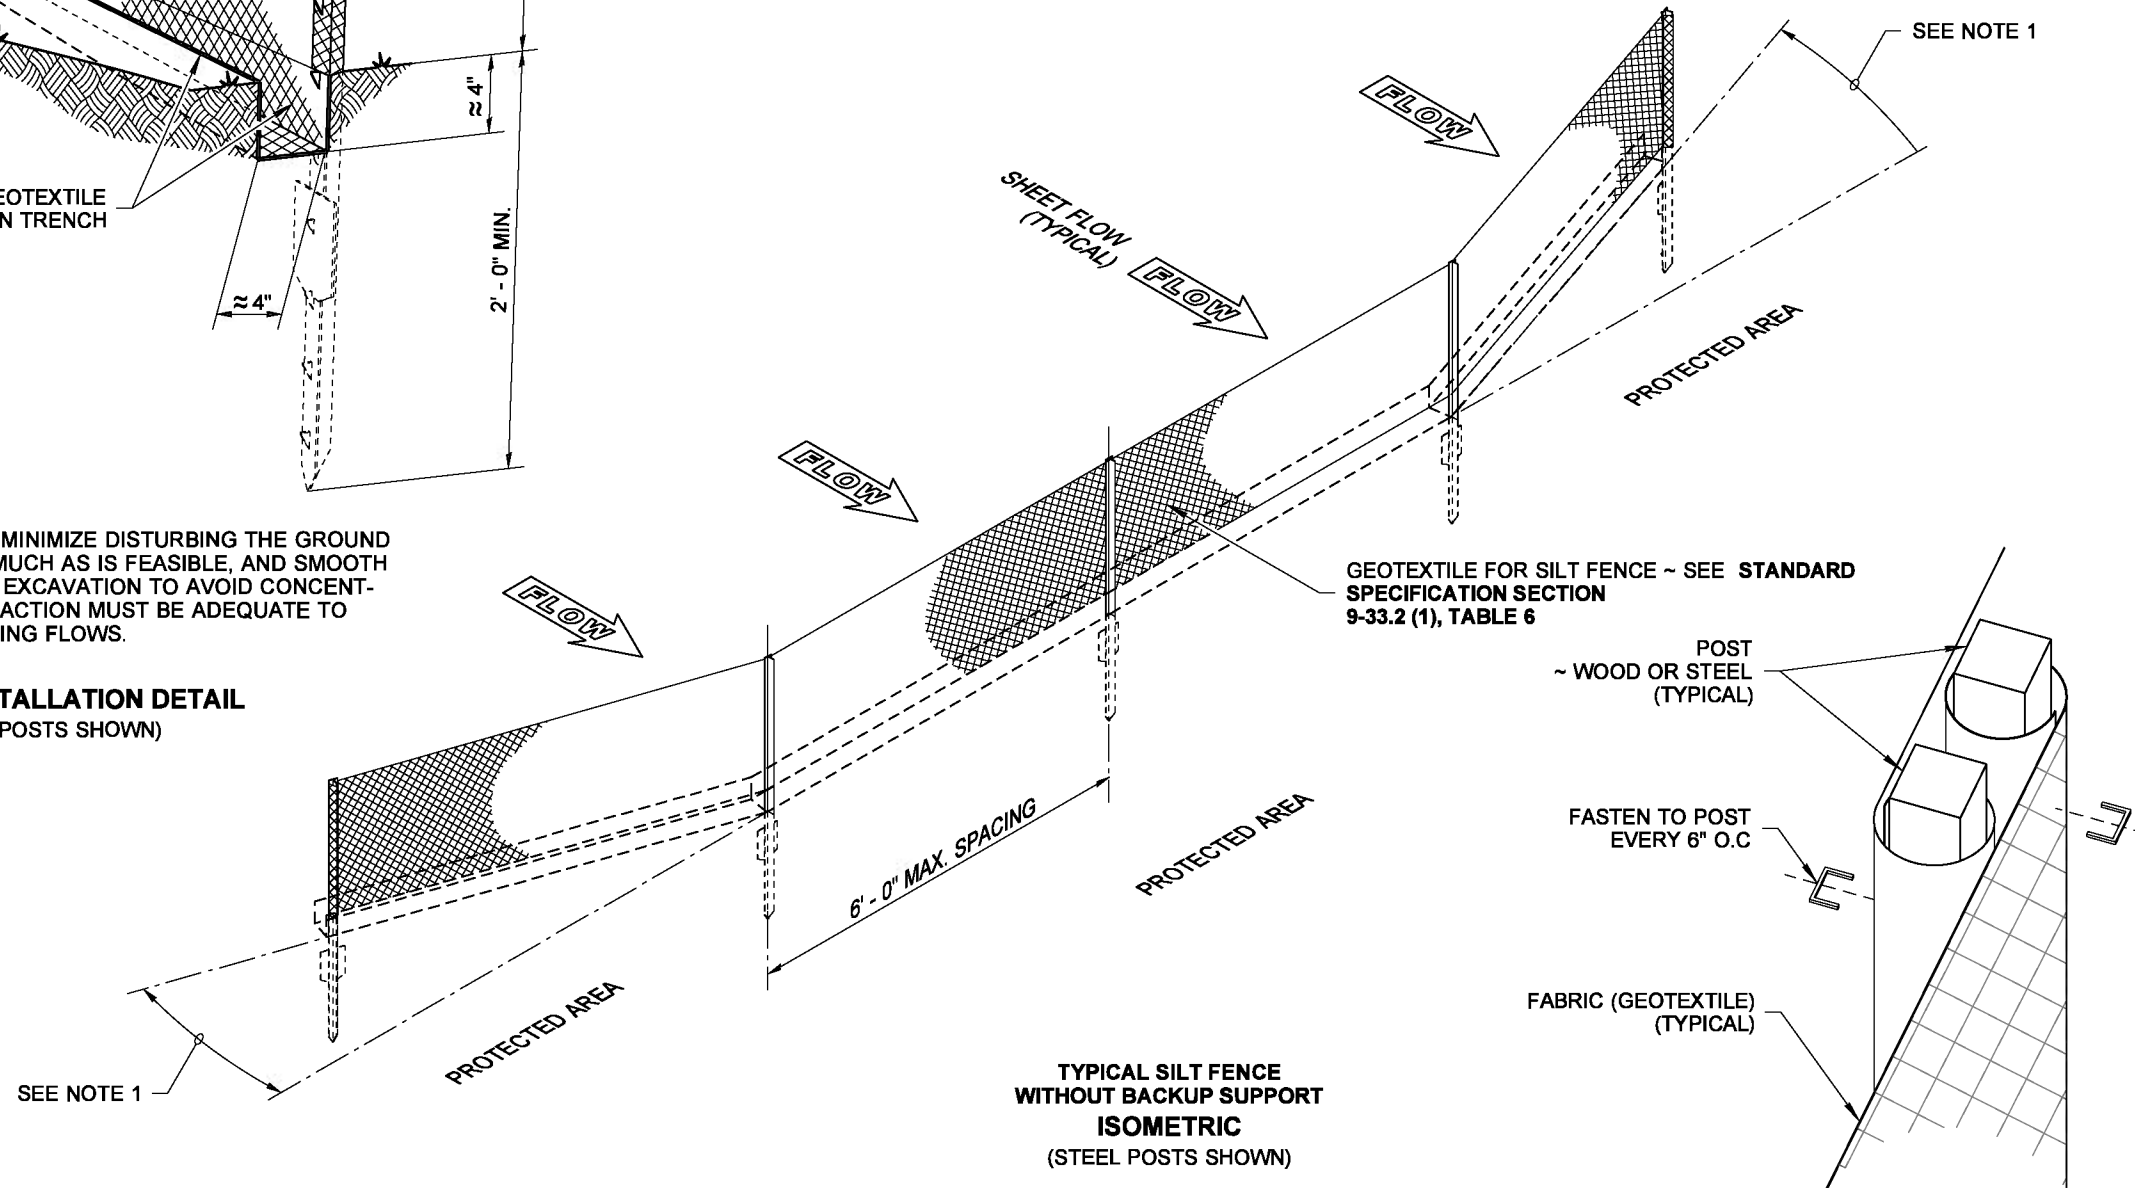 SEE NOTE 1
FLOW
≈ 4"
EOTEXTILE
N TRENCH
2' - 0" MIN.
≈ 4"
SHEET FLOW
(TYPICAL)
FLOW
PROTECTED AREA
FLOW
MINIMIZE DISTURBING THE GROUND
MUCH AS IS FEASIBLE, AND SMOOTH
EXCAVATION TO AVOID CONCENT-
ACTION MUST BE ADEQUATE TO
ING FLOWS.
TALLATION DETAIL
POSTS SHOWN)
FLOW
GEOTEXTILE FOR SILT FENCE ~ SEE STANDARD
SPECIFICATION SECTION
9-33.2 (1), TABLE 6
POST
~ WOOD OR STEEL
(TYPICAL)
FASTEN TO POST
EVERY 6" O.C
6' - 0" MAX. SPACING
PROTECTED AREA
FABRIC (GEOTEXTILE)
(TYPICAL)
PROTECTED AREA
SEE NOTE 1
TYPICAL SILT FENCE
WITHOUT BACKUP SUPPORT
ISOMETRIC
(STEEL POSTS SHOWN)